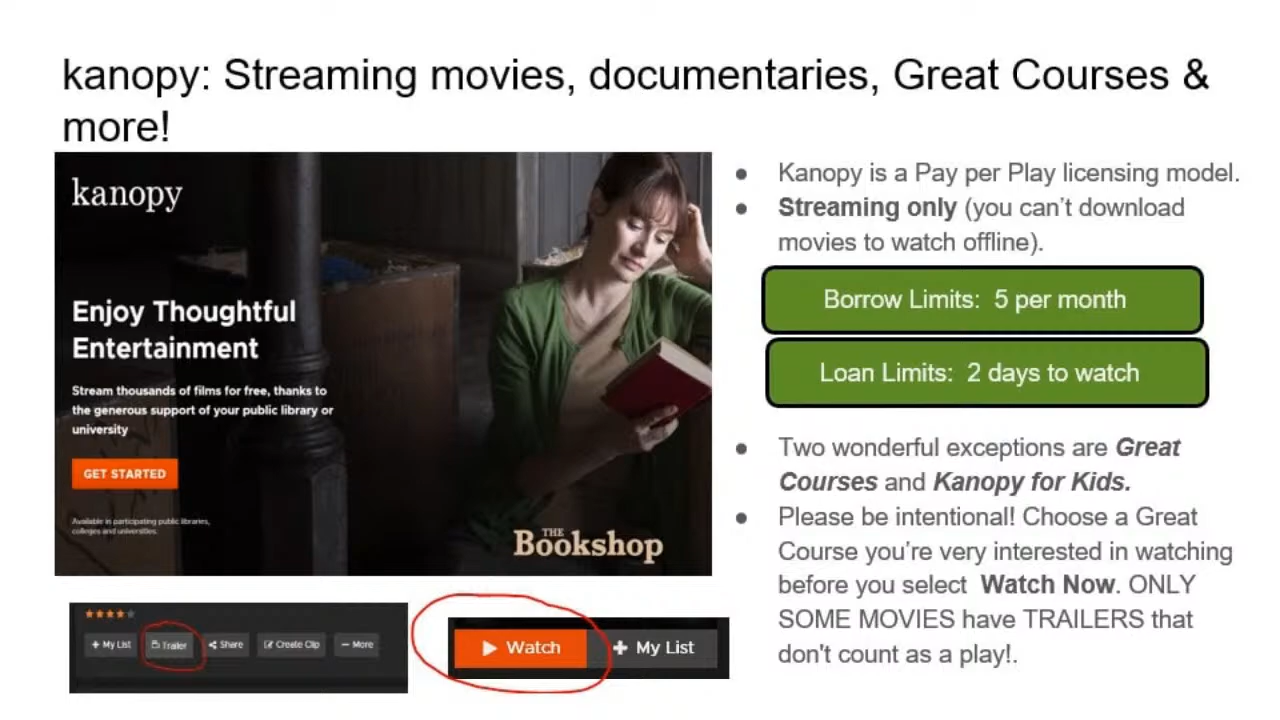 kanopy: Streaming movies, documentaries, Great Courses &
more!
kanopy
Enjoy Thoughtful
Entertainment
Stream thousands of films for free, thanks to
the generous support of your public library or
university
GET STARTED
Available in participating public libraries,
colleges and universities.
THE
Bookshop
+ My List
Trailer
Share
Create Clip
− More
Watch
+ My List
● Kanopy is a Pay per Play licensing model.
● Streaming only (you can't download
movies to watch offline).
Borrow Limits: 5 per month
Loan Limits: 2 days to watch
● Two wonderful exceptions are Great
Courses and Kanopy for Kids.
● Please be intentional! Choose a Great
Course you're very interested in watching
before you select Watch Now. ONLY
SOME MOVIES have TRAILERS that
don't count as a play!.